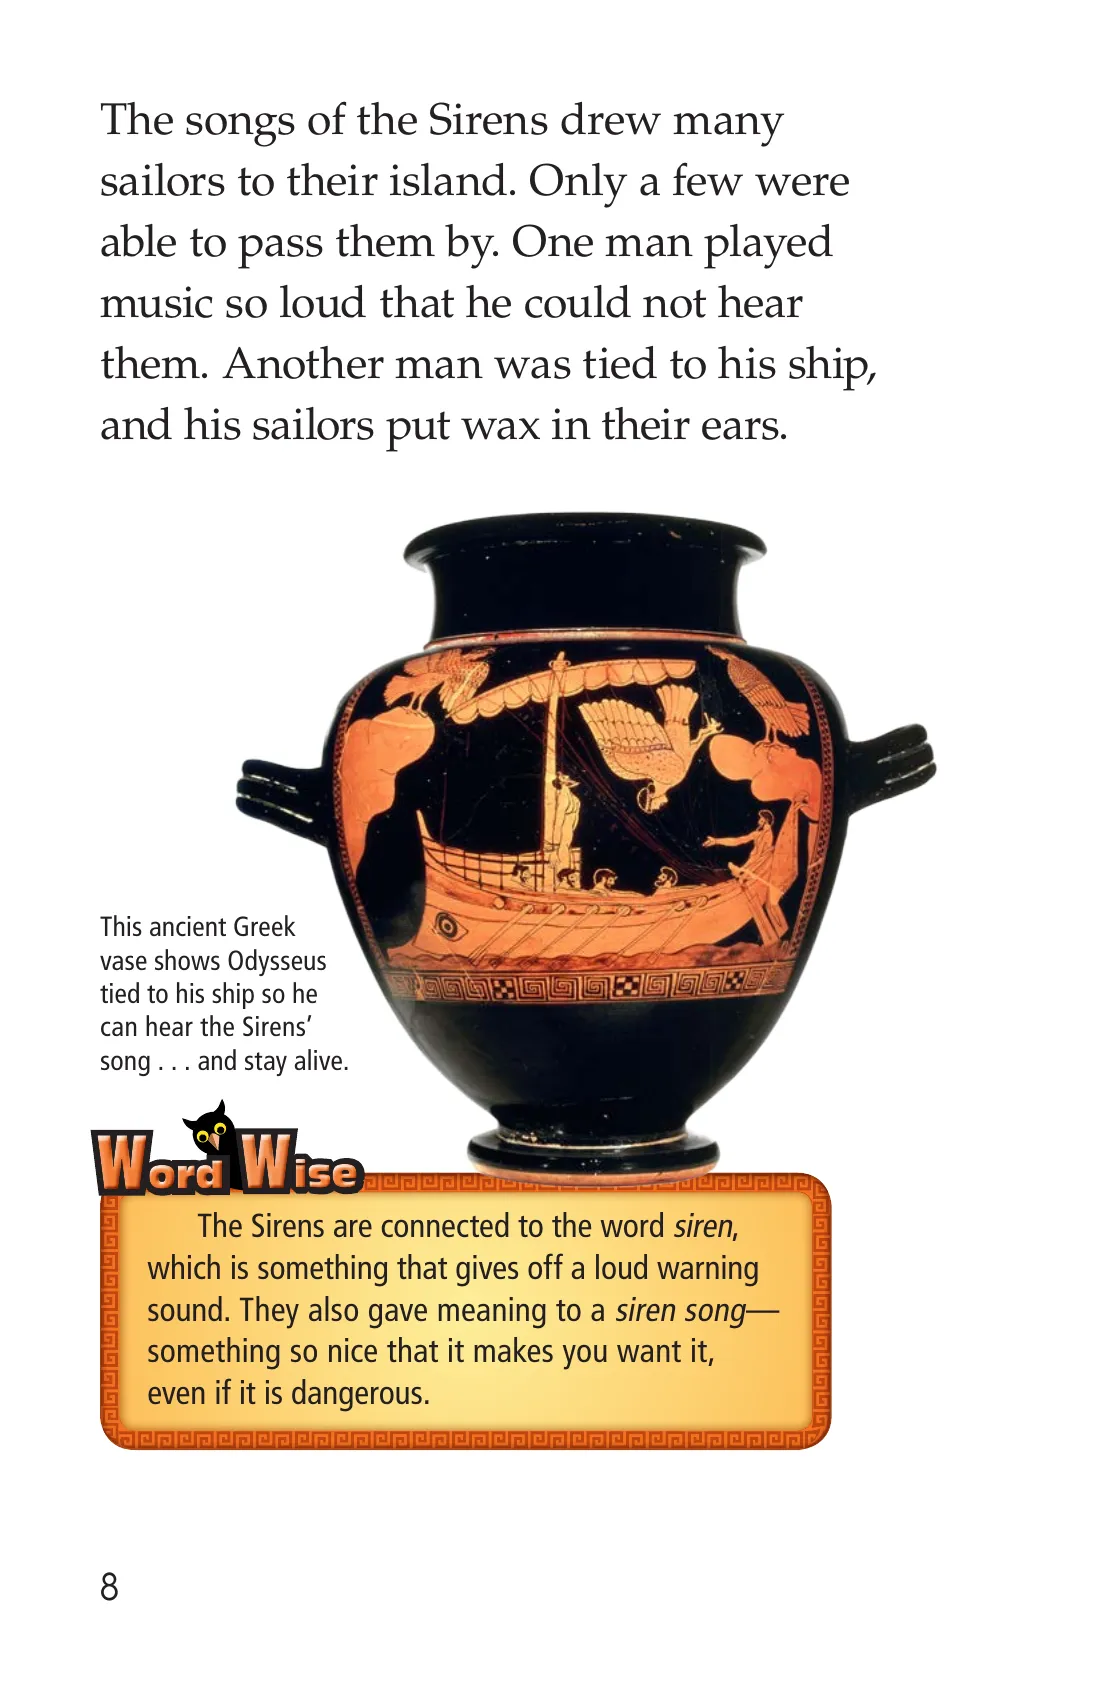 The songs of the Sirens drew many
sailors to their island. Only a few were
able to pass them by. One man played
music so loud that he could not hear
them. Another man was tied to his ship,
and his sailors put wax in their ears.
This ancient Greek
vase shows Odysseus
tied to his ship so he
can hear the Sirens’
song . . . and stay alive.
Word Wise
The Sirens are connected to the word siren,
which is something that gives off a loud warning
sound. They also gave meaning to a siren song—
something so nice that it makes you want it,
even if it is dangerous.
8